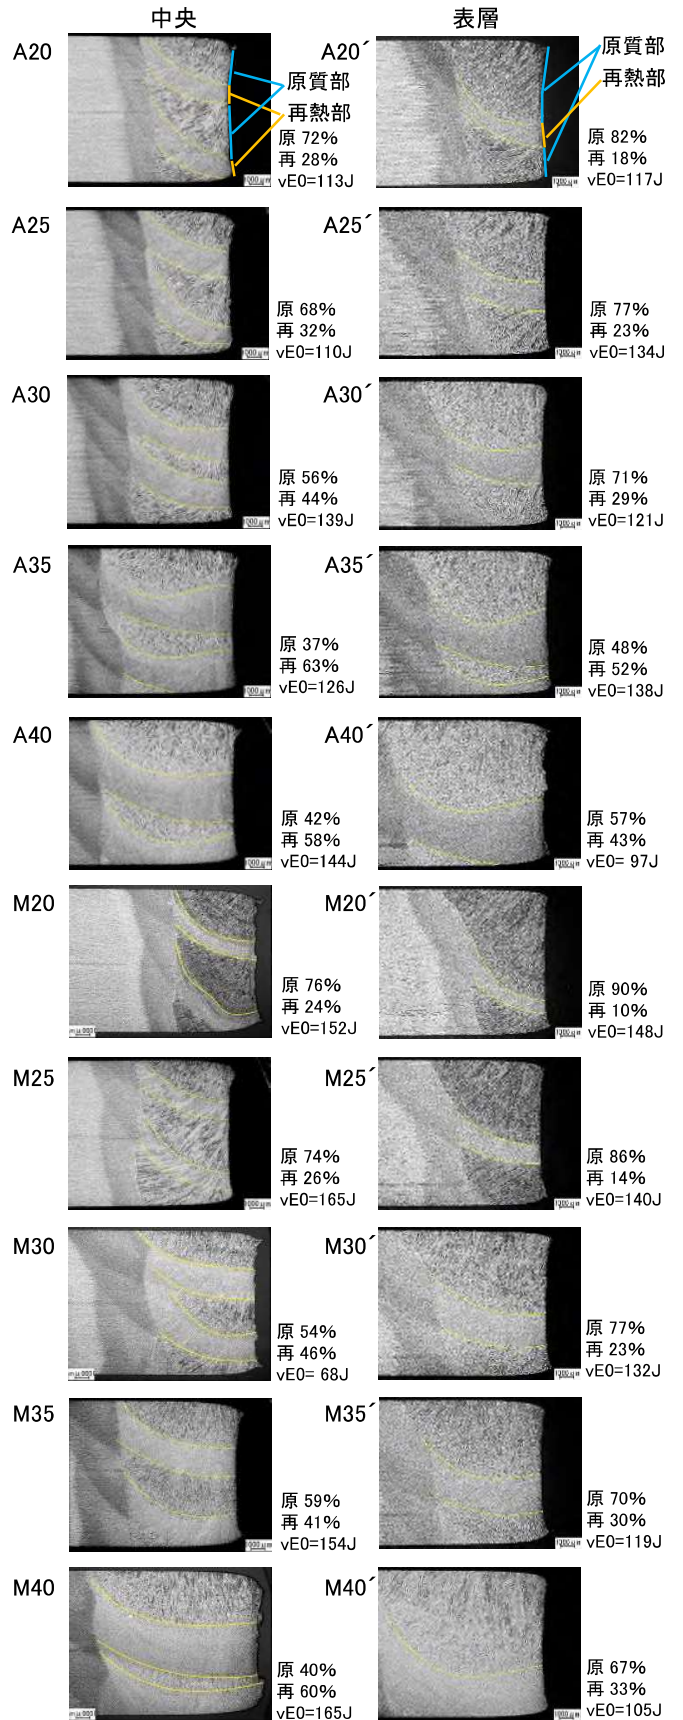 中央
表層
A20
原質部
再熱部
原 72%
再 28%
vE0=113J
A20´
原質部
再熱部
原 82%
再 18%
vE0=117J
A25
原 68%
再 32%
vE0=110J
A25´
原 77%
再 23%
vE0=134J
A30
原 56%
再 44%
vE0=139J
A30´
原 71%
再 29%
vE0=121J
A35
原 37%
再 63%
vE0=126J
A35´
原 48%
再 52%
vE0=138J
A40
原 42%
再 58%
vE0=144J
A40´
原 57%
再 43%
vE0= 97J
M20
原 76%
再 24%
vE0=152J
M20´
原 90%
再 10%
vE0=148J
M25
原 74%
再 26%
vE0=165J
M25´
原 86%
再 14%
vE0=140J
M30
原 54%
再 46%
vE0= 68J
M30´
原 77%
再 23%
vE0=132J
M35
原 59%
再 41%
vE0=154J
M35´
原 70%
再 30%
vE0=119J
M40
原 40%
再 60%
vE0=165J
M40´
原 67%
再 33%
vE0=105J